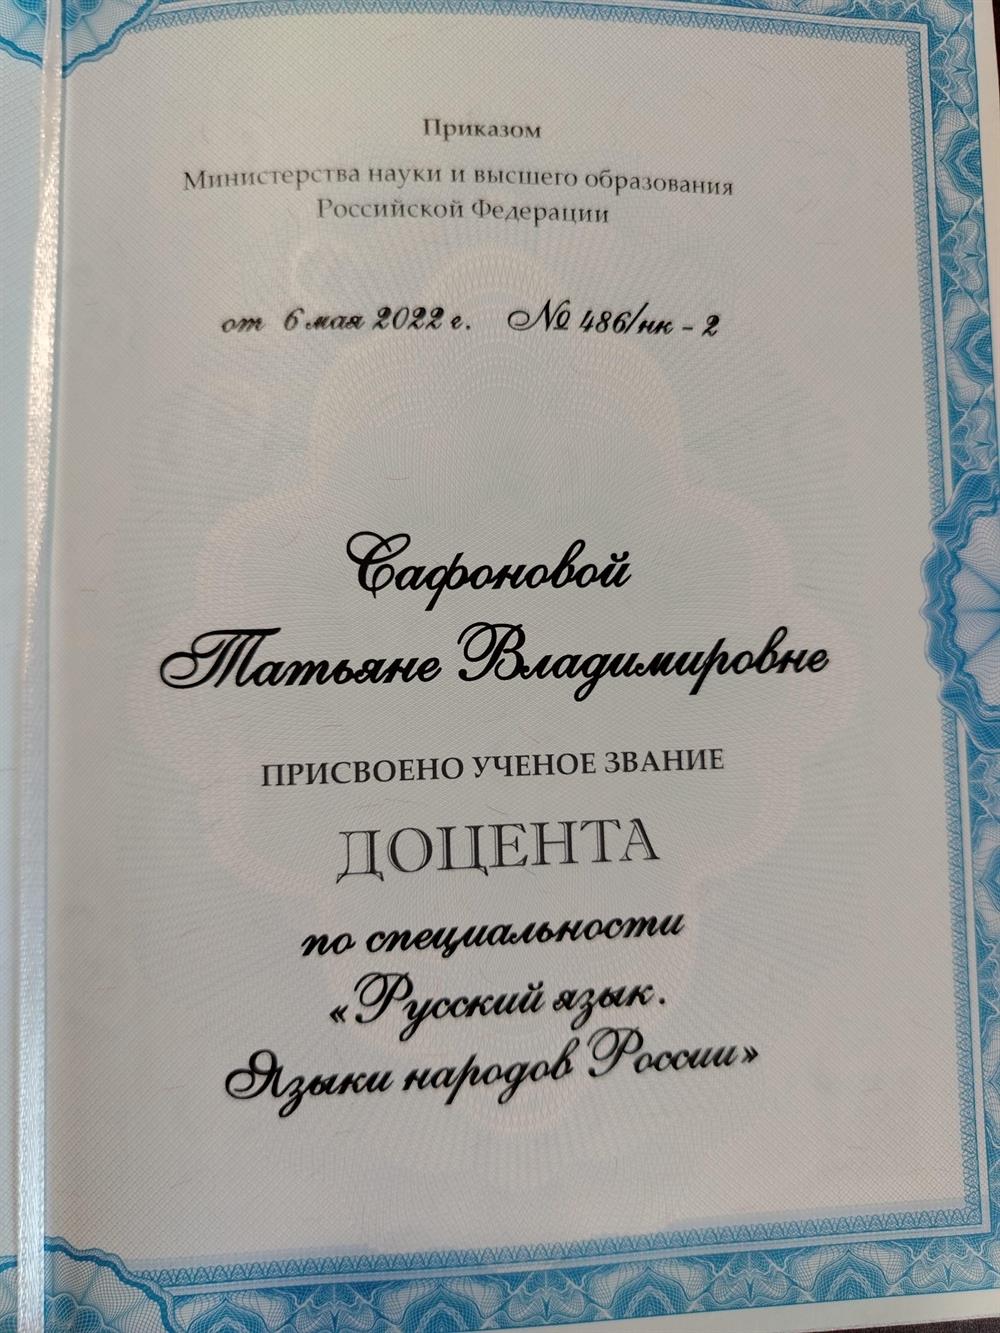 Приказом
Министерства науки и высшего образования
Российской Федерации
от 6 мая 2022 г. № 486/нк - 2
Сафоновой
Татьяне Владимировне
ПРИСВОЕНО УЧЕНОЕ ЗВАНИЕ
ДОЦЕНТА
по специальности
«Русский язык.
Языки народов России»